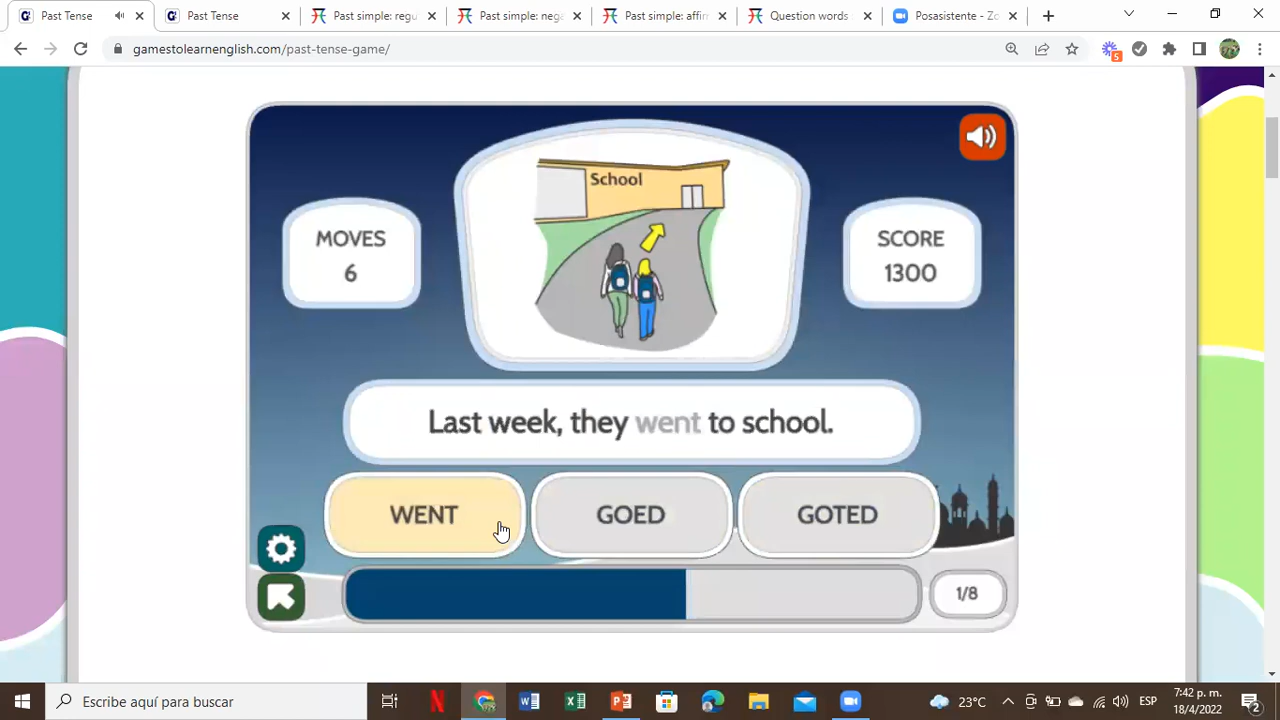 Past Tense
Past Tense
Past simple: regu
Past simple: nega
Past simple: affir
Question words
Posasistente - Zo
gamestolearnenglish.com/past-tense-game/
5
School
MOVES
6
SCORE
1300
Last week, they went to school.
WENT
GOED
GOTED
1/8
Escribe aquí para buscar
23°C
ESP
7:42 p. m.
18/4/2022
2